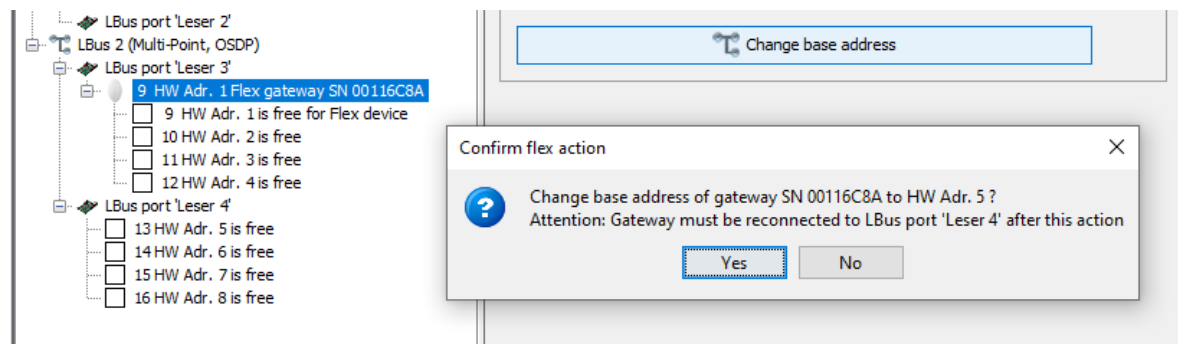 LBus port 'Leser 2'
LBus 2 (Multi-Point, OSDP)
LBus port 'Leser 3'
9 HW Adr. 1 Flex gateway SN 00116C8A
9 HW Adr. 1 is free for Flex device
10 HW Adr. 2 is free
11 HW Adr. 3 is free
12 HW Adr. 4 is free
LBus port 'Leser 4'
13 HW Adr. 5 is free
14 HW Adr. 6 is free
15 HW Adr. 7 is free
16 HW Adr. 8 is free
Change base address
Confirm flex action
Change base address of gateway SN 00116C8A to HW Adr. 5 ?
Attention: Gateway must be reconnected to LBus port 'Leser 4' after this action
Yes
No